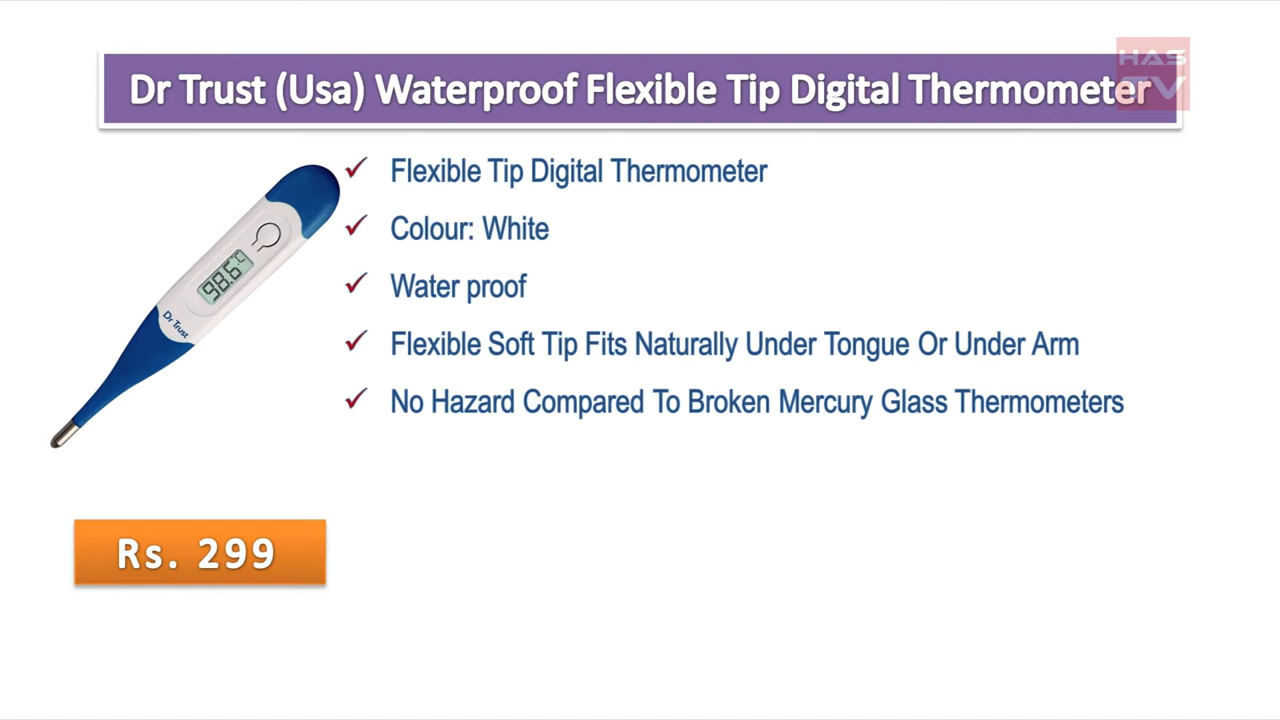 Dr Trust (Usa) Waterproof Flexible Tip Digital Thermometer
HAS
TV
Flexible Tip Digital Thermometer
Colour: White
Water proof
Flexible Soft Tip Fits Naturally Under Tongue Or Under Arm
No Hazard Compared To Broken Mercury Glass Thermometers
98.6°C
Dr Trust
Rs. 299